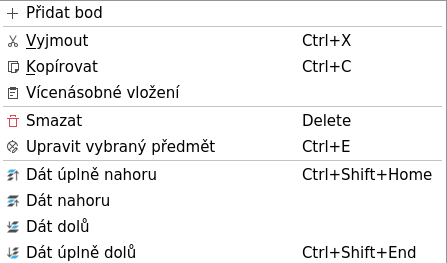 Přidat bod
Vyjmout Ctrl+X
Kopírovat Ctrl+C
Vícenásobné vložení
Smazat Delete
Upravit vybraný předmět Ctrl+E
Dát úplně nahoru Ctrl+Shift+Home
Dát nahoru
Dát dolů
Dát úplně dolů Ctrl+Shift+End